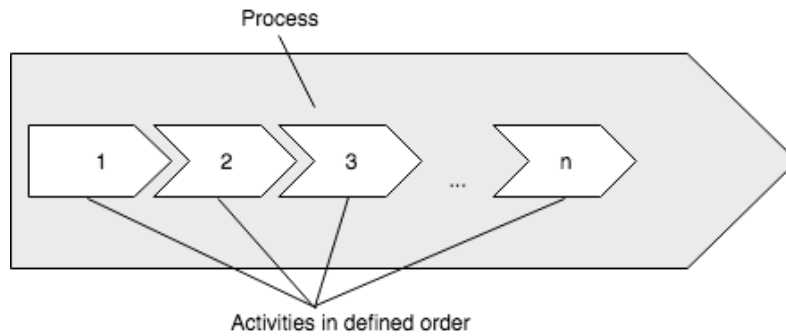 Process
1
2
3
...
n
Activities in defined order